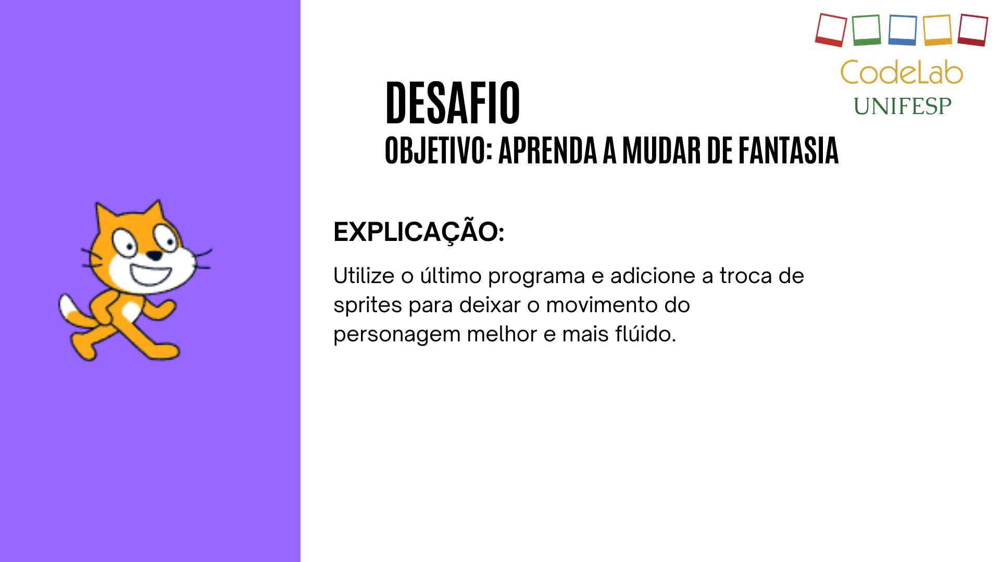 CodeLab
UNIFESP
DESAFIO
OBJETIVO: APRENDA A MUDAR DE FANTASIA
EXPLICAÇÃO:
Utilize o último programa e adicione a troca de
sprites para deixar o movimento do
personagem melhor e mais flúido.